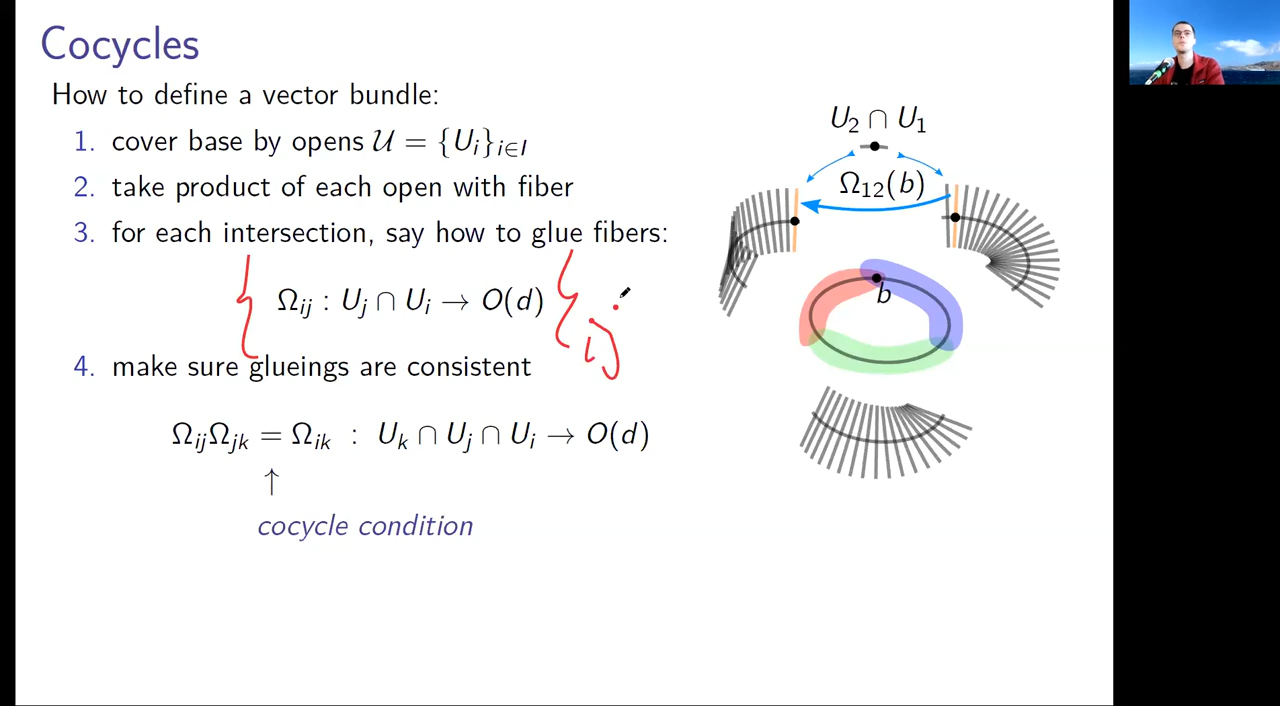 Cocycles
How to define a vector bundle:
1. cover base by opens 𝒰 = {Uᵢ}ᵢ∈I
2. take product of each open with fiber
3. for each intersection, say how to glue fibers:
{ Ωᵢⱼ : Uⱼ ∩ Uᵢ → O(d) } ij
4. make sure glueings are consistent
ΩᵢⱼΩⱼₖ = Ωᵢₖ : Uₖ ∩ Uⱼ ∩ Uᵢ → O(d)
↑
cocycle condition
U₂ ∩ U₁
Ω₁₂(b)
b